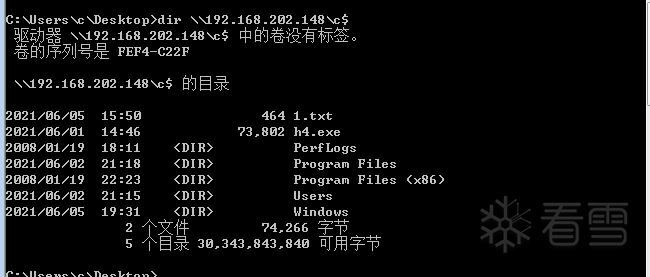 C:\Users\c\Desktop>dir \\192.168.202.148\c$
驱动器 \\192.168.202.148\c$ 中的卷没有标签。
卷的序列号是 FEF4-C22F
\\192.168.202.148\c$ 的目录
2021/06/05  15:50               464 1.txt
2021/06/01  14:46            73,802 h4.exe
2008/01/19  18:11    <DIR>          PerfLogs
2021/06/02  21:18    <DIR>          Program Files
2008/01/19  22:23    <DIR>          Program Files (x86)
2021/06/02  21:15    <DIR>          Users
2021/06/05  19:31    <DIR>          Windows
2 个文件         74,266 字节
5 个目录 30,343,843,840 可用字节
看雪
C:\Users\c\Desktop>